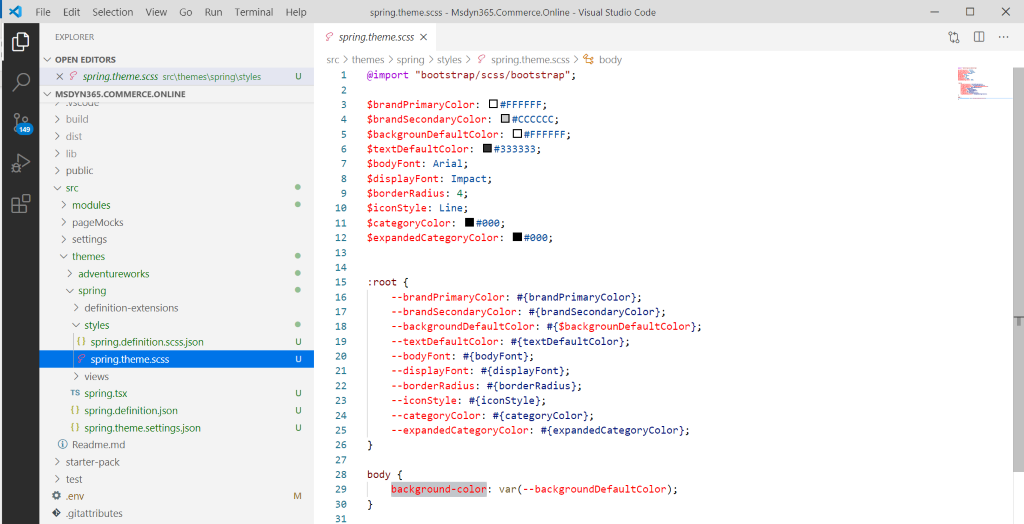 File Edit Selection View Go Run Terminal Help spring.theme.scss - Msdyn365.Commerce.Online - Visual Studio Code
EXPLORER
OPEN EDITORS
spring.theme.scss src\themes\spring\styles U
MSDYN365.COMMERCE.ONLINE
.vscode
build
dist
lib
public
src
modules
pageMocks
settings
themes
adventureworks
spring
definition-extensions
styles
{} spring.definition.scss.json U
spring.theme.scss U
views
TS spring.tsx U
{} spring.definition.json U
{} spring.theme.settings.json U
Readme.md
starter-pack
test
.env M
.gitattributes
149
spring.theme.scss
src > themes > spring > styles > spring.theme.scss > body
1 @import "bootstrap/scss/bootstrap";
2
3 $brandPrimaryColor: #FFFFFF;
4 $brandSecondaryColor: #CCCCCC;
5 $backgrounDefaultColor: #FFFFFF;
6 $textDefaultColor: #333333;
7 $bodyFont: Arial;
8 $displayFont: Impact;
9 $borderRadius: 4;
10 $iconStyle: Line;
11 $categoryColor: #000;
12 $expandedCategoryColor: #000;
13
14
15 :root {
16 --brandPrimaryColor: #{brandPrimaryColor};
17 --brandSecondaryColor: #{brandSecondaryColor};
18 --backgroundDefaultColor: #{$backgrounDefaultColor};
19 --textDefaultColor: #{textDefaultColor};
20 --bodyFont: #{bodyFont};
21 --displayFont: #{displayFont};
22 --borderRadius: #{borderRadius};
23 --iconStyle: #{iconStyle};
24 --categoryColor: #{categoryColor};
25 --expandedCategoryColor: #{expandedCategoryColor};
26 }
27
28 body {
29 background-color: var(--backgroundDefaultColor);
30 }
31